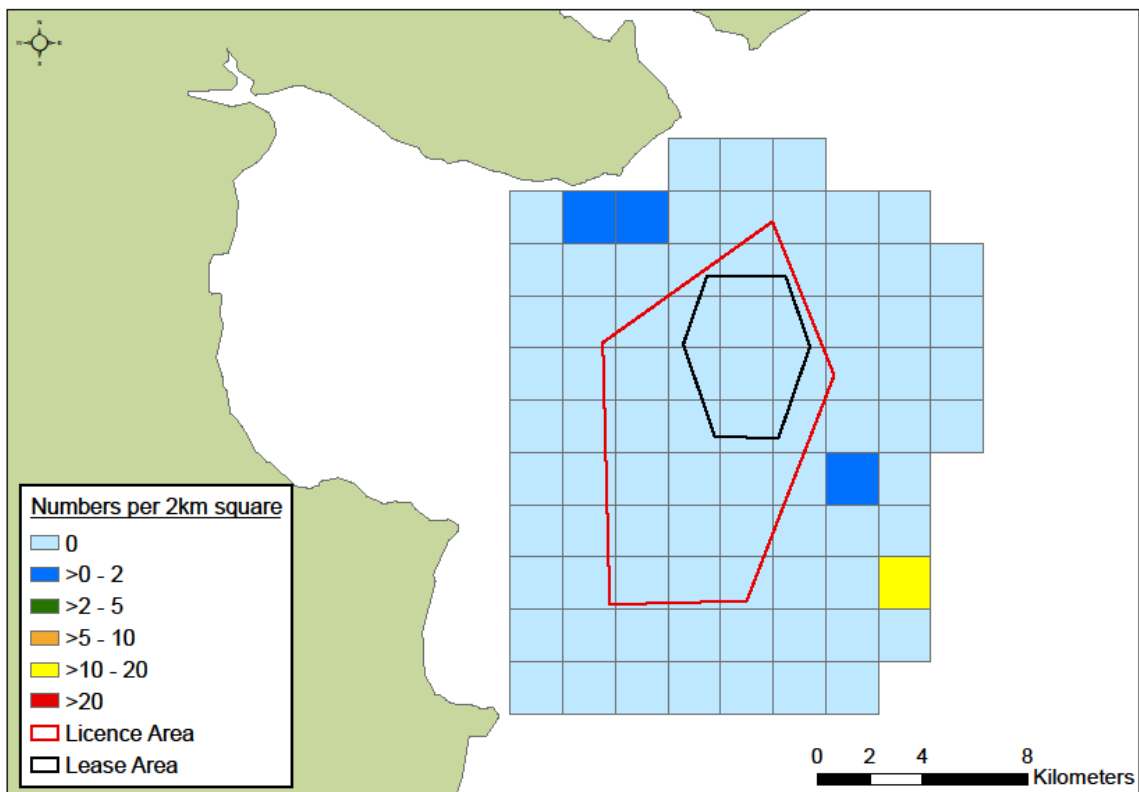 N
Numbers per 2km square
0
>0 - 2
>2 - 5
>5 - 10
>10 - 20
>20
Licence Area
Lease Area
0 2 4 8
Kilometers